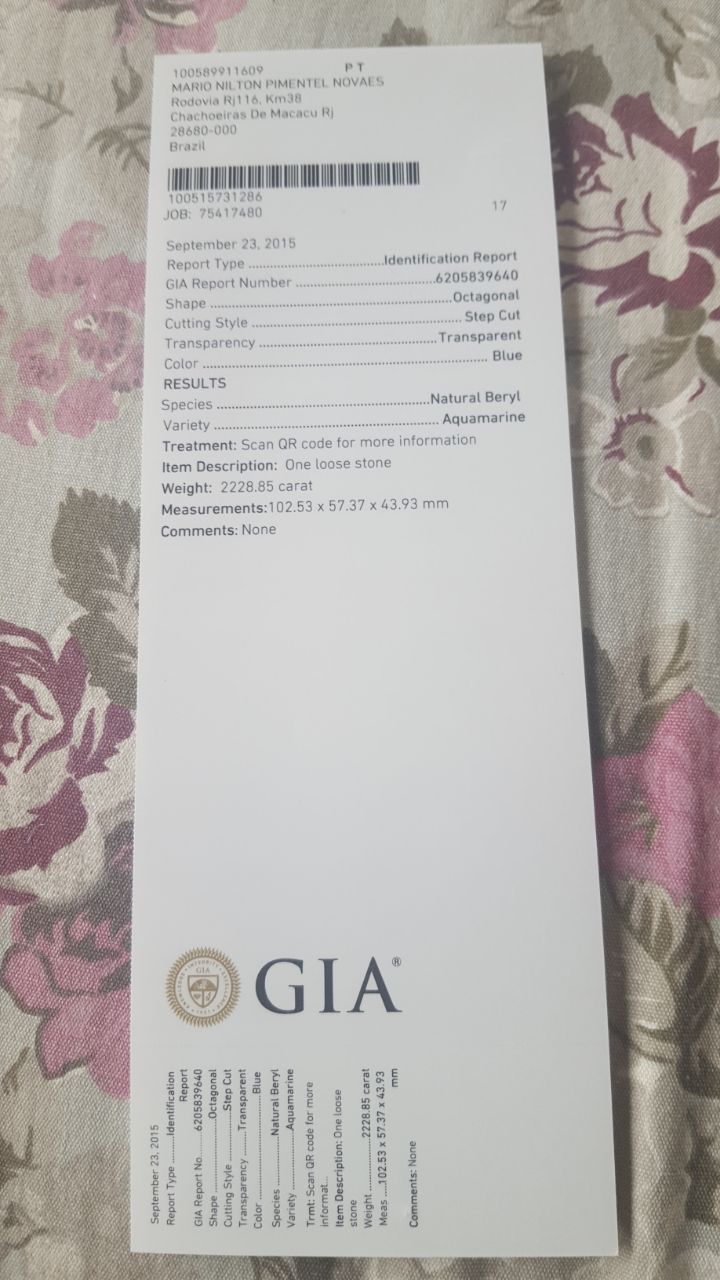 100589911609 P T
MARIO NILTON PIMENTEL NOVAES
Rodovia Rj116, Km38
Chachoeiras De Macacu Rj
28680-000
Brazil
100515731286
JOB: 75417480 17
September 23, 2015
Report Type ..................................Identification Report
GIA Report Number ...................................6205839640
Shape .............................................................Octagonal
Cutting Style .................................................... Step Cut
Transparency .............................................Transparent
Color ...................................................................... Blue
RESULTS
Species .....................................................Natural Beryl
Variety ....................................................... Aquamarine
Treatment: Scan QR code for more information
Item Description: One loose stone
Weight: 2228.85 carat
Measurements:102.53 x 57.37 x 43.93 mm
Comments: None
GIA
GIA®
September 23, 2015
Report Type ..........Identification
Report
GIA Report No. .......6205839640
Shape ......................Octagonal
Cutting Style ............Step Cut
Transparency .........Transparent
Color ..............................Blue
Species ...............Natural Beryl
Variety ..................Aquamarine
Trmt: Scan QR code for more
informat...
Item Description: One loose
stone
Weight ................2228.85 carat
Meas ....102.53 x 57.37 x 43.93
mm
Comments: None